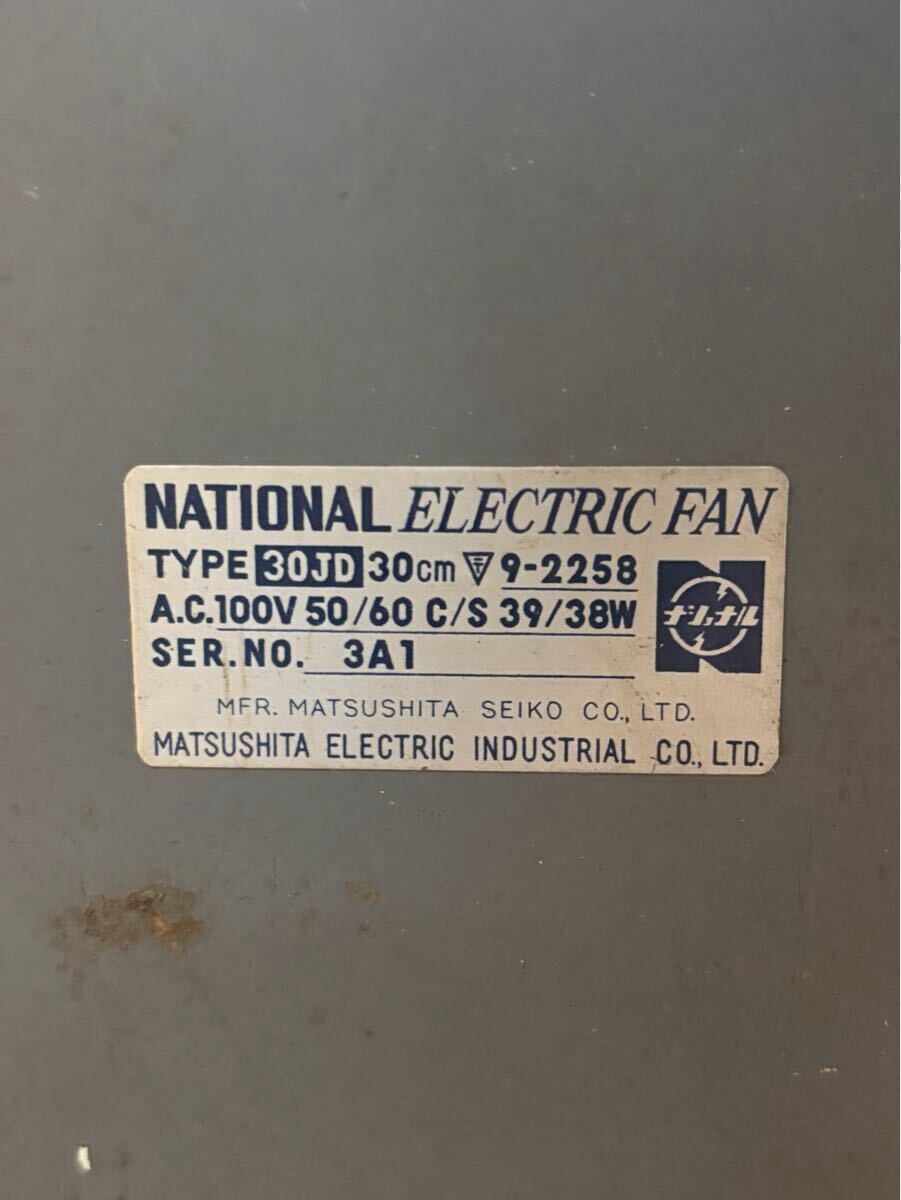 NATIONAL ELECTRIC FAN
TYPE 30JD 30cm 〒 9-2258
A.C. 100V 50/60 C/S 39/38W
ナショナル
SER. NO. 3A1
MFR. MATSUSHITA SEIKO CO., LTD.
MATSUSHITA ELECTRIC INDUSTRIAL CO., LTD.